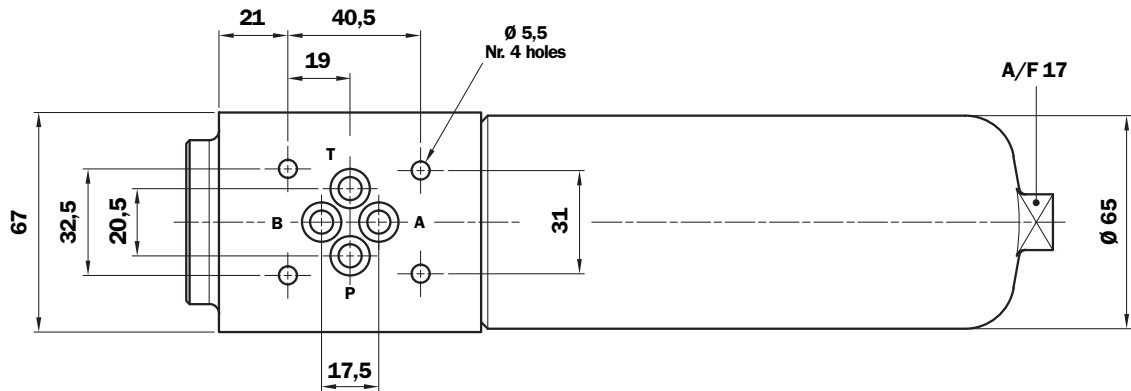 21
40,5
Ø 5,5
Nr. 4 holes
19
A/F 17
T
67
32,5
20,5
B
A
31
Ø 65
P
17,5